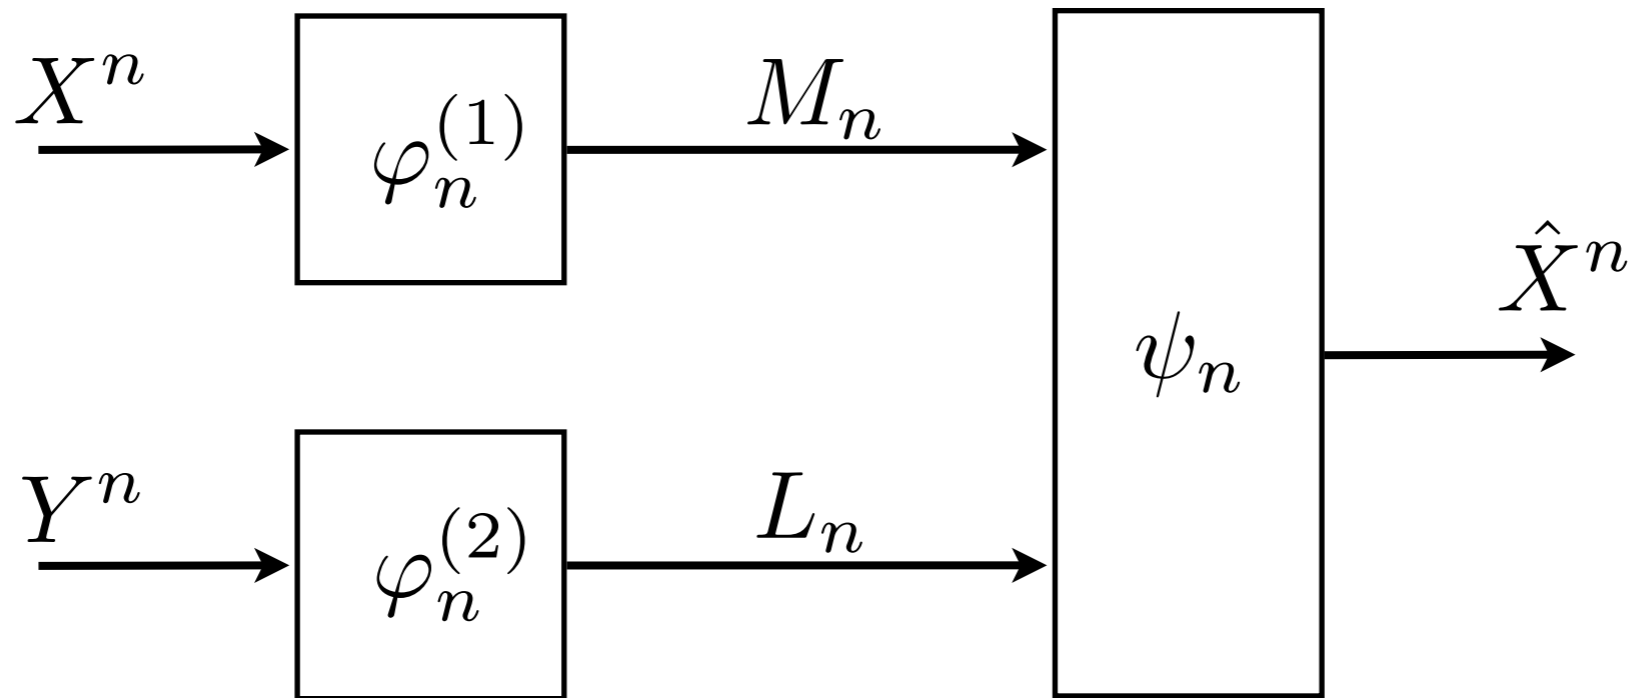 X^n
φ_n^{(1)}
M_n
X̂^n
ψ_n
Y^n
φ_n^{(2)}
L_n